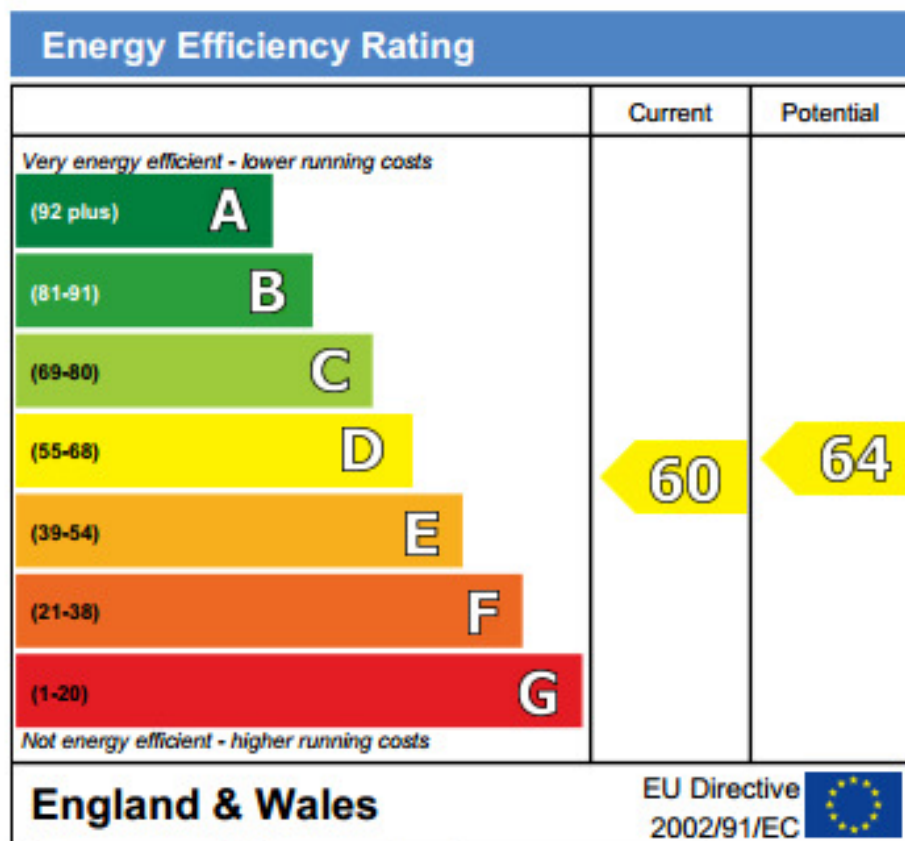 Energy Efficiency Rating
Current Potential
Very energy efficient - lower running costs
(92 plus) A
(81-91) B
(69-80) C
(55-68) D
60 64
(39-54) E
(21-38) F
(1-20) G
Not energy efficient - higher running costs
England & Wales
EU Directive
2002/91/EC